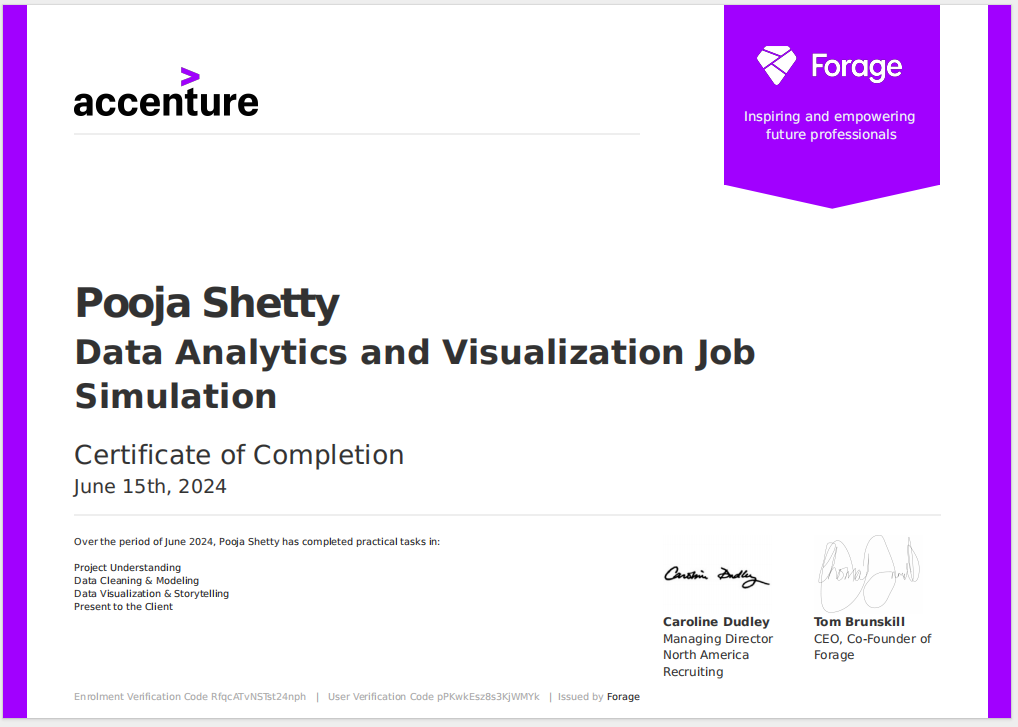 accenture
Forage
Inspiring and empowering
future professionals
Pooja Shetty
Data Analytics and Visualization Job
Simulation
Certificate of Completion
June 15th, 2024
Over the period of June 2024, Pooja Shetty has completed practical tasks in:
Project Understanding
Data Cleaning & Modeling
Data Visualization & Storytelling
Present to the Client
Caroline Dudley
Caroline Dudley
Managing Director
North America
Recruiting
Tom Brunskill
CEO, Co-Founder of
Forage
Enrolment Verification Code RfqcATvNSTst24nph | User Verification Code pPKwkEsz8s3KjWMYk | Issued by Forage